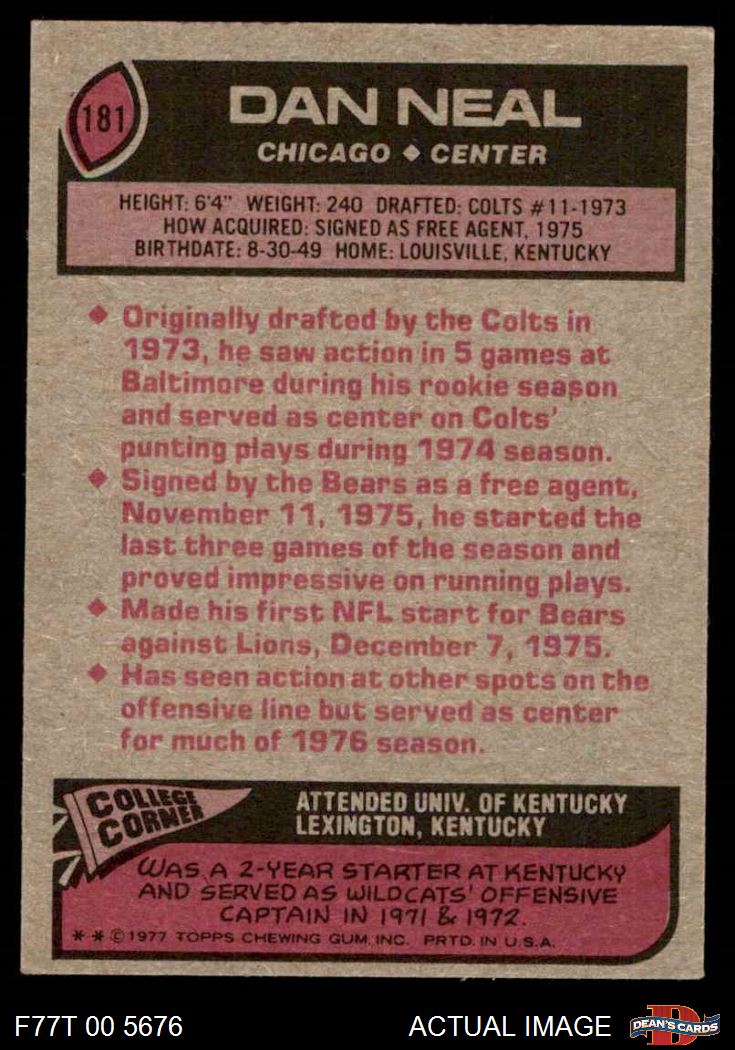 181
DAN NEAL
CHICAGO ◆ CENTER
HEIGHT: 6'4" WEIGHT: 240 DRAFTED: COLTS #11-1973
HOW ACQUIRED: SIGNED AS FREE AGENT, 1975
BIRTHDATE: 8-30-49 HOME: LOUISVILLE, KENTUCKY
◆ Originally drafted by the Colts in
1973, he saw action in 5 games at
Baltimore during his rookie season
and served as center on Colts'
punting plays during 1974 season.
◆ Signed by the Bears as a free agent,
November 11, 1975, he started the
last three games of the season and
proved impressive on running plays.
◆ Made his first NFL start for Bears
against Lions, December 7, 1975.
◆ Has seen action at other spots on the
offensive line but served as center
for much of 1976 season.
COLLEGE
CORNER
ATTENDED UNIV. OF KENTUCKY
LEXINGTON, KENTUCKY
WAS A 2-YEAR STARTER AT KENTUCKY
AND SERVED AS WILDCATS' OFFENSIVE
CAPTAIN IN 1971 & 1972.
* * © 1977 TOPPS CHEWING GUM, INC. PRTD. IN U.S.A.
F77T 00 5676
ACTUAL IMAGE
D
DEAN'S CARDS